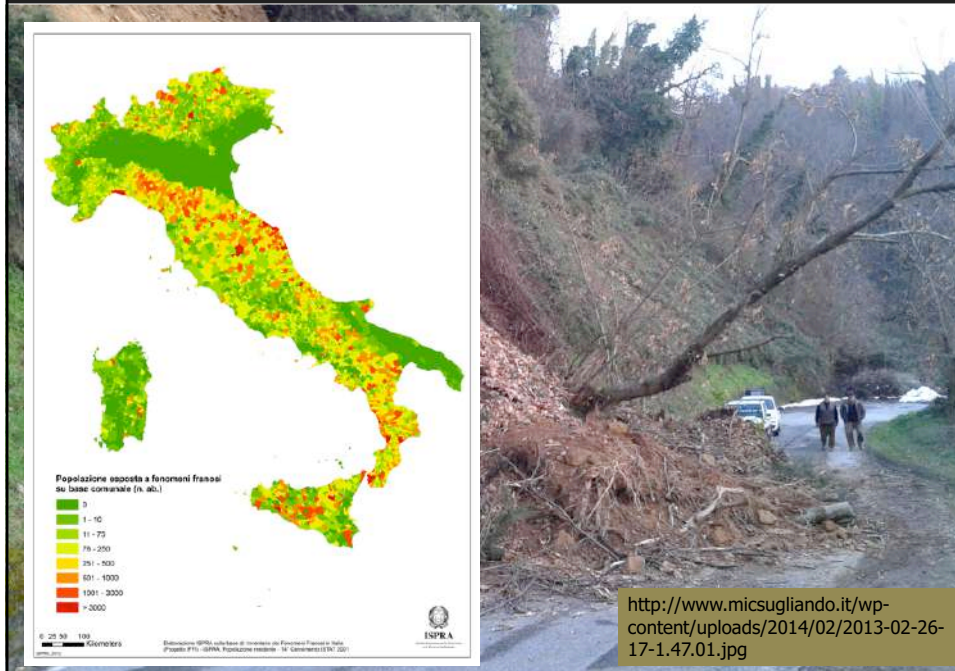 Popolazione esposta a fenomeni franosi
su base comunale (n. ab.)
0
1 - 10
11 - 75
76 - 250
251 - 500
501 - 1000
1001 - 3000
> 3000
0 25 50 100
Kilometers
Elaborazione ISPRA
ISPRA
http://www.micsugliando.it/wp-
content/uploads/2014/02/2013-02-26-
17-1.47.01.jpg